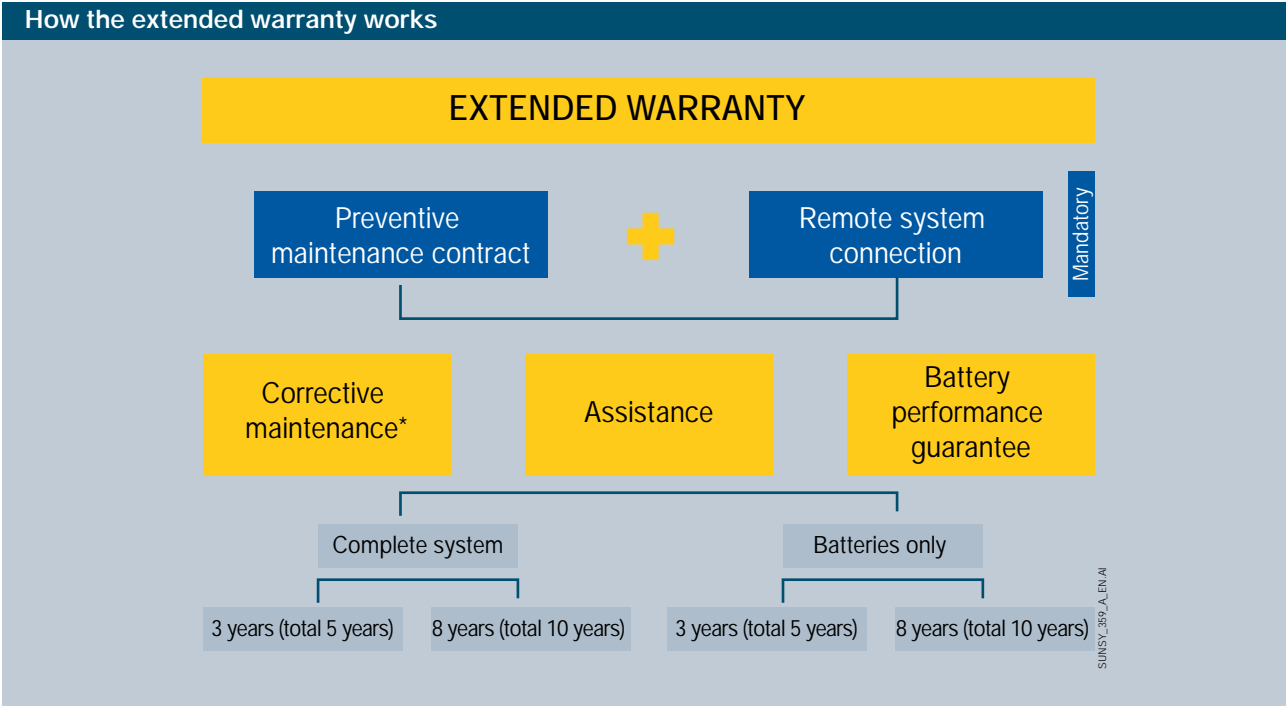 How the extended warranty works
EXTENDED WARRANTY
Preventive
maintenance contract
Remote system
connection
Mandatory
Corrective
maintenance*
Assistance
Battery
performance
guarantee
Complete system
Batteries only
3 years (total 5 years)
8 years (total 10 years)
3 years (total 5 years)
8 years (total 10 years)
SUNSY_359_A_EN.AI